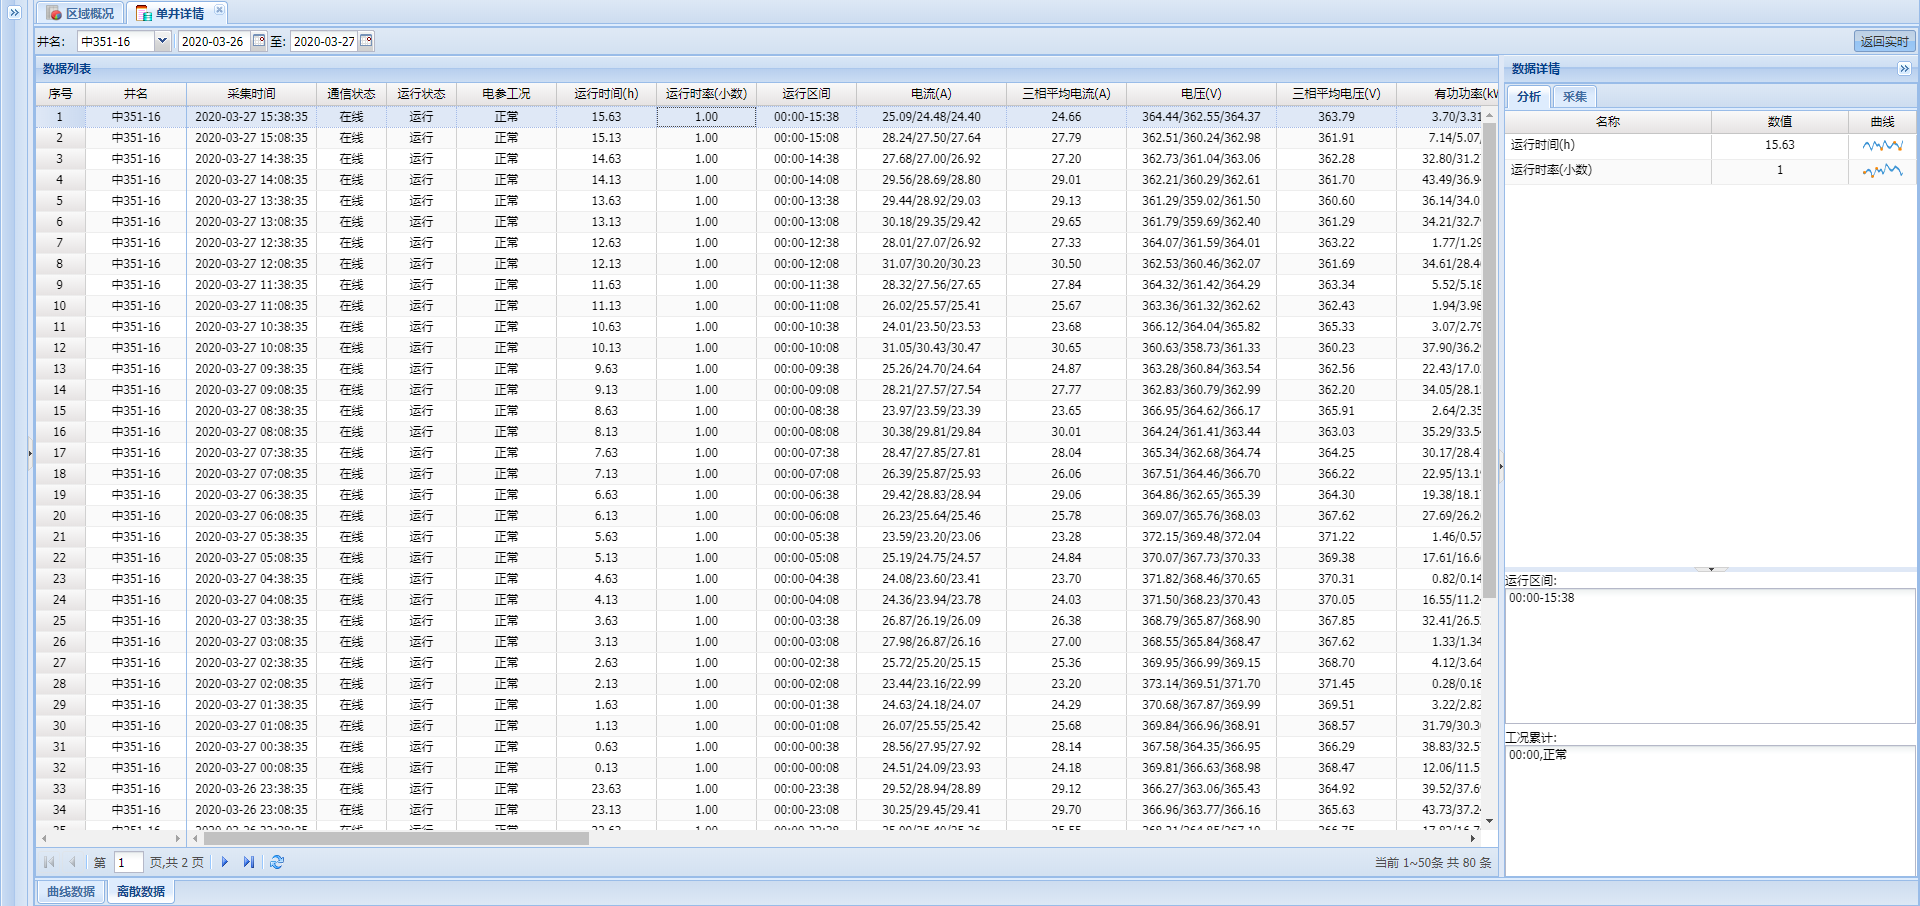 区域概况 单井详情
井名: 中351-16 2020-03-26 至: 2020-03-27 返回实时
数据列表
序号 井名 采集时间 通信状态 运行状态 电参工况 运行时间(h) 运行时率(小数) 运行区间 电流(A) 三相平均电流(A) 电压(V) 三相平均电压(V) 有功功率(kW
1 中351-16 2020-03-27 15:38:35 在线 运行 正常 15.63 1.00 00:00-15:38 25.09/24.48/24.40 24.66 364.44/362.55/364.37 363.79 3.70/3.31
2 中351-16 2020-03-27 15:08:35 在线 运行 正常 15.13 1.00 00:00-15:08 28.24/27.50/27.64 27.79 362.51/360.24/362.98 361.91 7.14/5.07
3 中351-16 2020-03-27 14:38:35 在线 运行 正常 14.63 1.00 00:00-14:38 27.68/27.00/26.92 27.20 362.73/361.04/363.06 362.28 32.80/31.2
4 中351-16 2020-03-27 14:08:35 在线 运行 正常 14.13 1.00 00:00-14:08 29.56/28.69/28.80 29.01 362.21/360.29/362.61 361.70 43.49/36.9
5 中351-16 2020-03-27 13:38:35 在线 运行 正常 13.63 1.00 00:00-13:38 29.44/28.92/29.03 29.13 361.29/359.02/361.50 360.60 36.14/34.0
6 中351-16 2020-03-27 13:08:35 在线 运行 正常 13.13 1.00 00:00-13:08 30.18/29.35/29.42 29.65 361.79/359.69/362.40 361.29 34.21/32.7
7 中351-16 2020-03-27 12:38:35 在线 运行 正常 12.63 1.00 00:00-12:38 28.01/27.07/26.92 27.33 364.07/361.59/364.01 363.22 1.77/1.29
8 中351-16 2020-03-27 12:08:35 在线 运行 正常 12.13 1.00 00:00-12:08 31.07/30.20/30.23 30.50 362.53/360.46/362.07 361.69 34.61/28.4
9 中351-16 2020-03-27 11:38:35 在线 运行 正常 11.63 1.00 00:00-11:38 28.32/27.56/27.65 27.84 364.32/361.42/364.29 363.34 5.52/5.18
10 中351-16 2020-03-27 11:08:35 在线 运行 正常 11.13 1.00 00:00-11:08 26.02/25.57/25.41 25.67 363.36/361.32/362.62 362.43 1.94/3.98
11 中351-16 2020-03-27 10:38:35 在线 运行 正常 10.63 1.00 00:00-10:38 24.01/23.50/23.53 23.68 366.12/364.04/365.82 365.33 3.07/2.79
12 中351-16 2020-03-27 10:08:35 在线 运行 正常 10.13 1.00 00:00-10:08 31.05/30.43/30.47 30.65 360.63/358.73/361.33 360.23 37.90/36.2
13 中351-16 2020-03-27 09:38:35 在线 运行 正常 9.63 1.00 00:00-09:38 25.26/24.70/24.64 24.87 363.28/360.84/363.54 362.56 22.43/17.0
14 中351-16 2020-03-27 09:08:35 在线 运行 正常 9.13 1.00 00:00-09:08 28.21/27.57/27.54 27.77 362.83/360.79/362.99 362.20 34.05/28.1
15 中351-16 2020-03-27 08:38:35 在线 运行 正常 8.63 1.00 00:00-08:38 23.97/23.59/23.39 23.65 366.95/364.62/366.17 365.91 2.64/2.35
16 中351-16 2020-03-27 08:08:35 在线 运行 正常 8.13 1.00 00:00-08:08 30.38/29.81/29.84 30.01 364.24/361.41/363.44 363.03 35.29/33.5
17 中351-16 2020-03-27 07:38:35 在线 运行 正常 7.63 1.00 00:00-07:38 28.47/27.85/27.81 28.04 365.34/362.68/364.74 364.25 30.17/28.4
18 中351-16 2020-03-27 07:08:35 在线 运行 正常 7.13 1.00 00:00-07:08 26.39/25.87/25.93 26.06 367.51/364.46/366.70 366.22 22.95/13.1
19 中351-16 2020-03-27 06:38:35 在线 运行 正常 6.63 1.00 00:00-06:38 29.42/28.83/28.94 29.06 364.86/362.65/365.39 364.30 19.38/18.1
20 中351-16 2020-03-27 06:08:35 在线 运行 正常 6.13 1.00 00:00-06:08 26.23/25.64/25.46 25.78 369.07/365.76/368.03 367.62 27.69/26.2
21 中351-16 2020-03-27 05:38:35 在线 运行 正常 5.63 1.00 00:00-05:38 23.59/23.20/23.06 23.28 372.15/369.48/372.04 371.22 1.46/0.57
22 中351-16 2020-03-27 05:08:35 在线 运行 正常 5.13 1.00 00:00-05:08 25.19/24.75/24.57 24.84 370.07/367.73/370.33 369.38 17.61/16.6
23 中351-16 2020-03-27 04:38:35 在线 运行 正常 4.63 1.00 00:00-04:38 24.08/23.60/23.41 23.70 371.82/368.46/370.65 370.31 0.82/0.14
24 中351-16 2020-03-27 04:08:35 在线 运行 正常 4.13 1.00 00:00-04:08 24.36/23.94/23.78 24.03 371.50/368.23/370.43 370.05 16.55/11.2
25 中351-16 2020-03-27 03:38:35 在线 运行 正常 3.63 1.00 00:00-03:38 26.87/26.19/26.09 26.38 368.79/365.87/368.90 367.85 32.41/26.5
26 中351-16 2020-03-27 03:08:35 在线 运行 正常 3.13 1.00 00:00-03:08 27.98/26.87/26.16 27.00 368.55/365.84/368.47 367.62 1.33/1.34
27 中351-16 2020-03-27 02:38:35 在线 运行 正常 2.63 1.00 00:00-02:38 25.72/25.20/25.15 25.36 369.95/366.99/369.15 368.70 4.12/3.64
28 中351-16 2020-03-27 02:08:35 在线 运行 正常 2.13 1.00 00:00-02:08 23.44/23.16/22.99 23.20 373.14/369.51/371.70 371.45 0.28/0.18
29 中351-16 2020-03-27 01:38:35 在线 运行 正常 1.63 1.00 00:00-01:38 24.63/24.18/24.07 24.29 370.68/367.87/369.99 369.51 3.22/2.82
30 中351-16 2020-03-27 01:08:35 在线 运行 正常 1.13 1.00 00:00-01:08 26.07/25.55/25.42 25.68 369.84/366.96/368.91 368.57 31.79/30.3
31 中351-16 2020-03-27 00:38:35 在线 运行 正常 0.63 1.00 00:00-00:38 28.56/27.95/27.92 28.14 367.58/364.35/366.95 366.29 38.83/32.5
32 中351-16 2020-03-27 00:08:35 在线 运行 正常 0.13 1.00 00:00-00:08 24.51/24.09/23.93 24.18 369.81/366.63/368.98 368.47 12.06/11.5
33 中351-16 2020-03-26 23:38:35 在线 运行 正常 23.63 1.00 00:00-23:38 29.52/28.94/28.89 29.12 366.27/363.06/365.43 364.92 39.52/37.6
34 中351-16 2020-03-26 23:08:35 在线 运行 正常 23.13 1.00 00:00-23:08 30.25/29.45/29.41 29.70 366.96/363.77/366.16 365.63 43.73/37.2
第 1 页,共 2 页 当前 1~50条 共 80 条
曲线数据 离散数据
数据详情
分析 采集
名称 数值 曲线
运行时间(h) 15.63
运行时率(小数) 1
运行区间:
00:00-15:38
工况累计:
00:00,正常